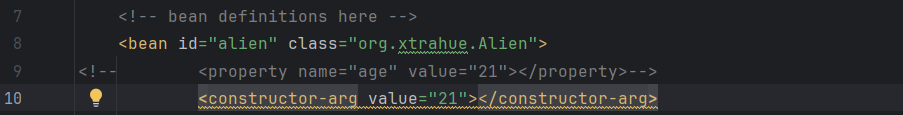 7 <!-- bean definitions here -->
8 <bean id="alien" class="org.xtrahue.Alien">
9 <!-- <property name="age" value="21"></property>-->
10 <constructor-arg value="21"></constructor-arg>